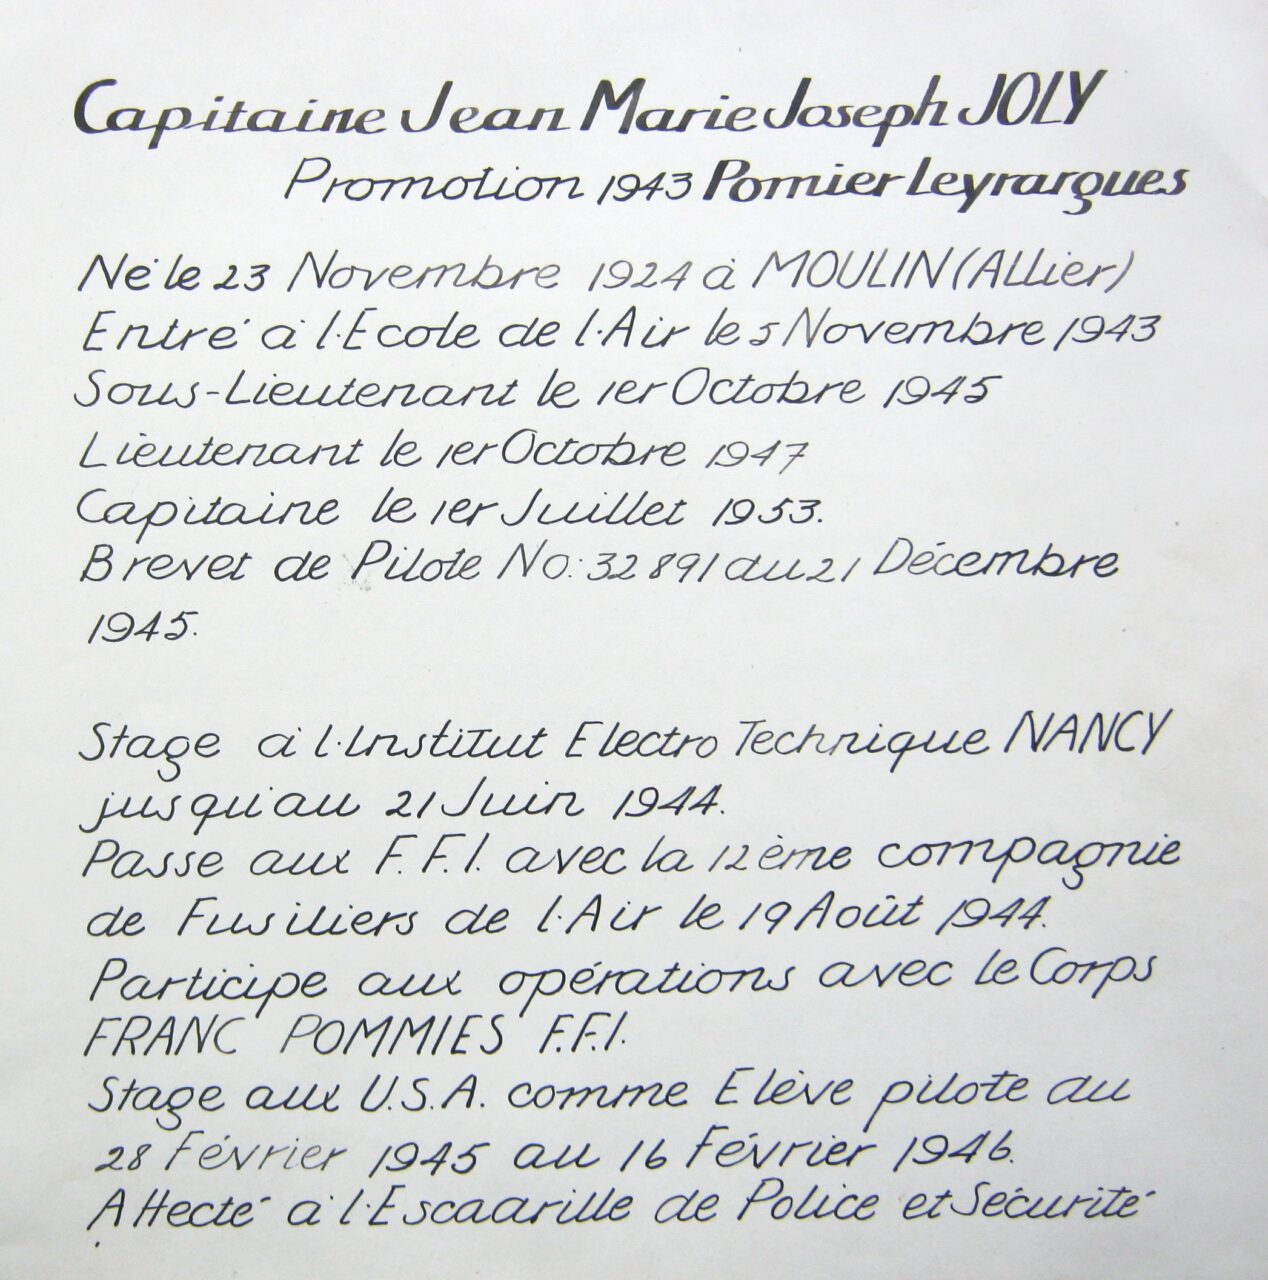 Capitaine Jean Marie Joseph JOLY
Promotion 1943 Pomier Leyrargues
Né le 23 Novembre 1924 à MOULIN (ALLier)
Entré à l'Ecole de l'Air le 5 Novembre 1943
Sous-Lieutenant le 1er Octobre 1945
Lieutenant le 1er Octobre 1947
Capitaine le 1er Juillet 1953.
Brevet de Pilote No: 32891 du 21 Décembre
1945.
Stage à l'Institut Electro Technique NANCY
jusqu'au 21 Juin 1944.
Passe aux F.F.I. avec la 12ème compagnie
de Fusiliers de l'Air le 19 Août 1944.
Participe aux opérations avec le Corps
FRANC POMMIES F.F.I.
Stage aux U.S.A. comme Elève pilote du
28 Février 1945 au 16 Février 1946.
Affecté à l'Escaarille de Police et Sécurité